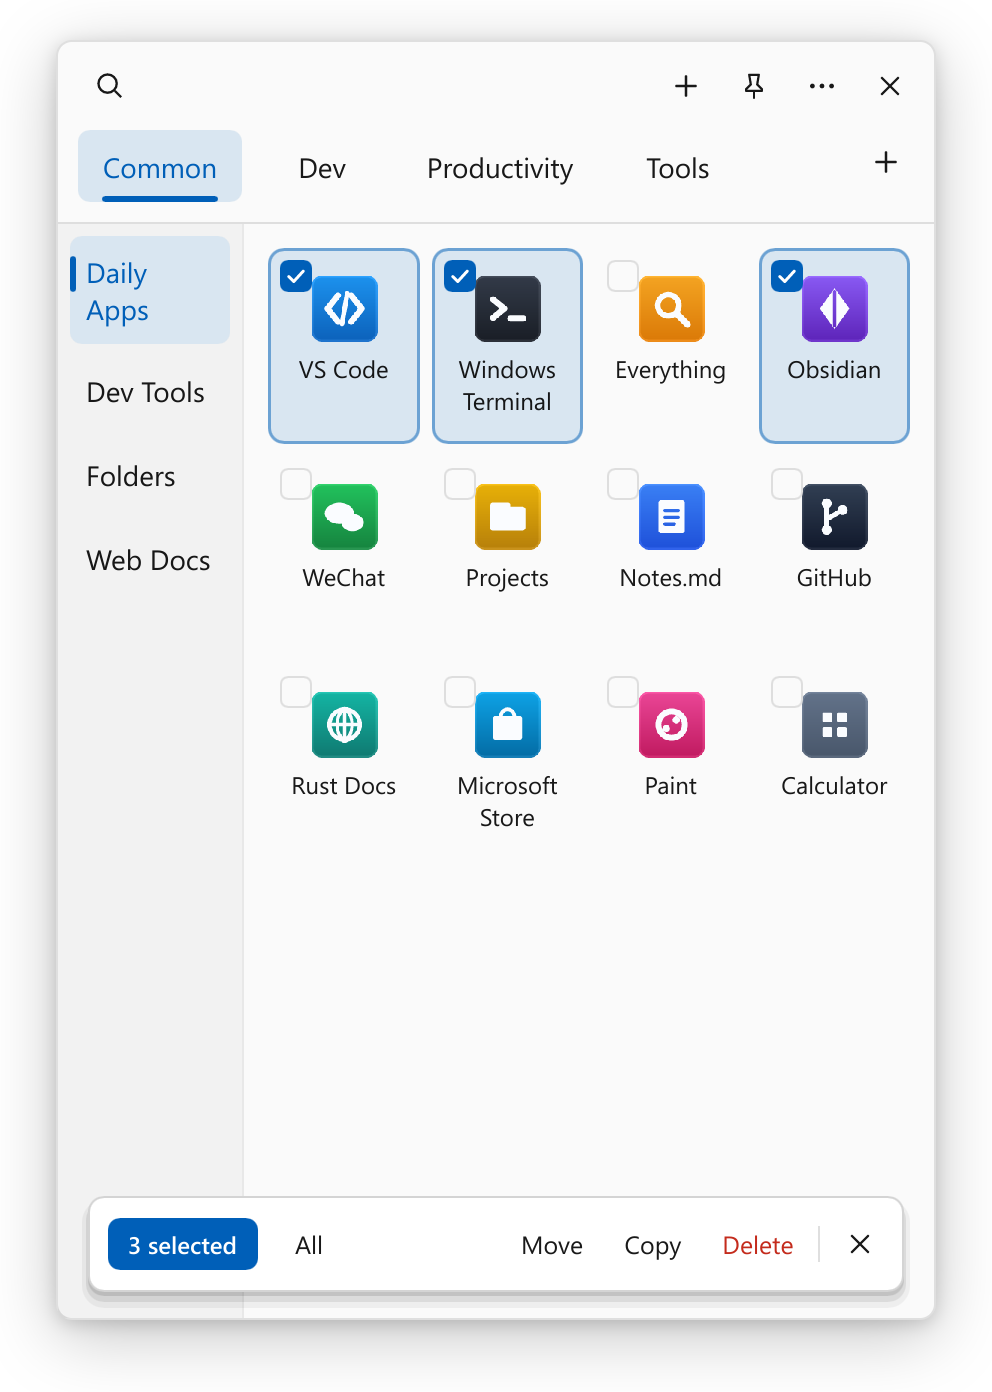 Common
Dev
Productivity
Tools
Daily
Apps
Dev Tools
Folders
Web Docs
VS Code
Windows
Terminal
Everything
Obsidian
WeChat
Projects
Notes.md
GitHub
Rust Docs
Microsoft
Store
Paint
Calculator
3 selected
All
Move
Copy
Delete